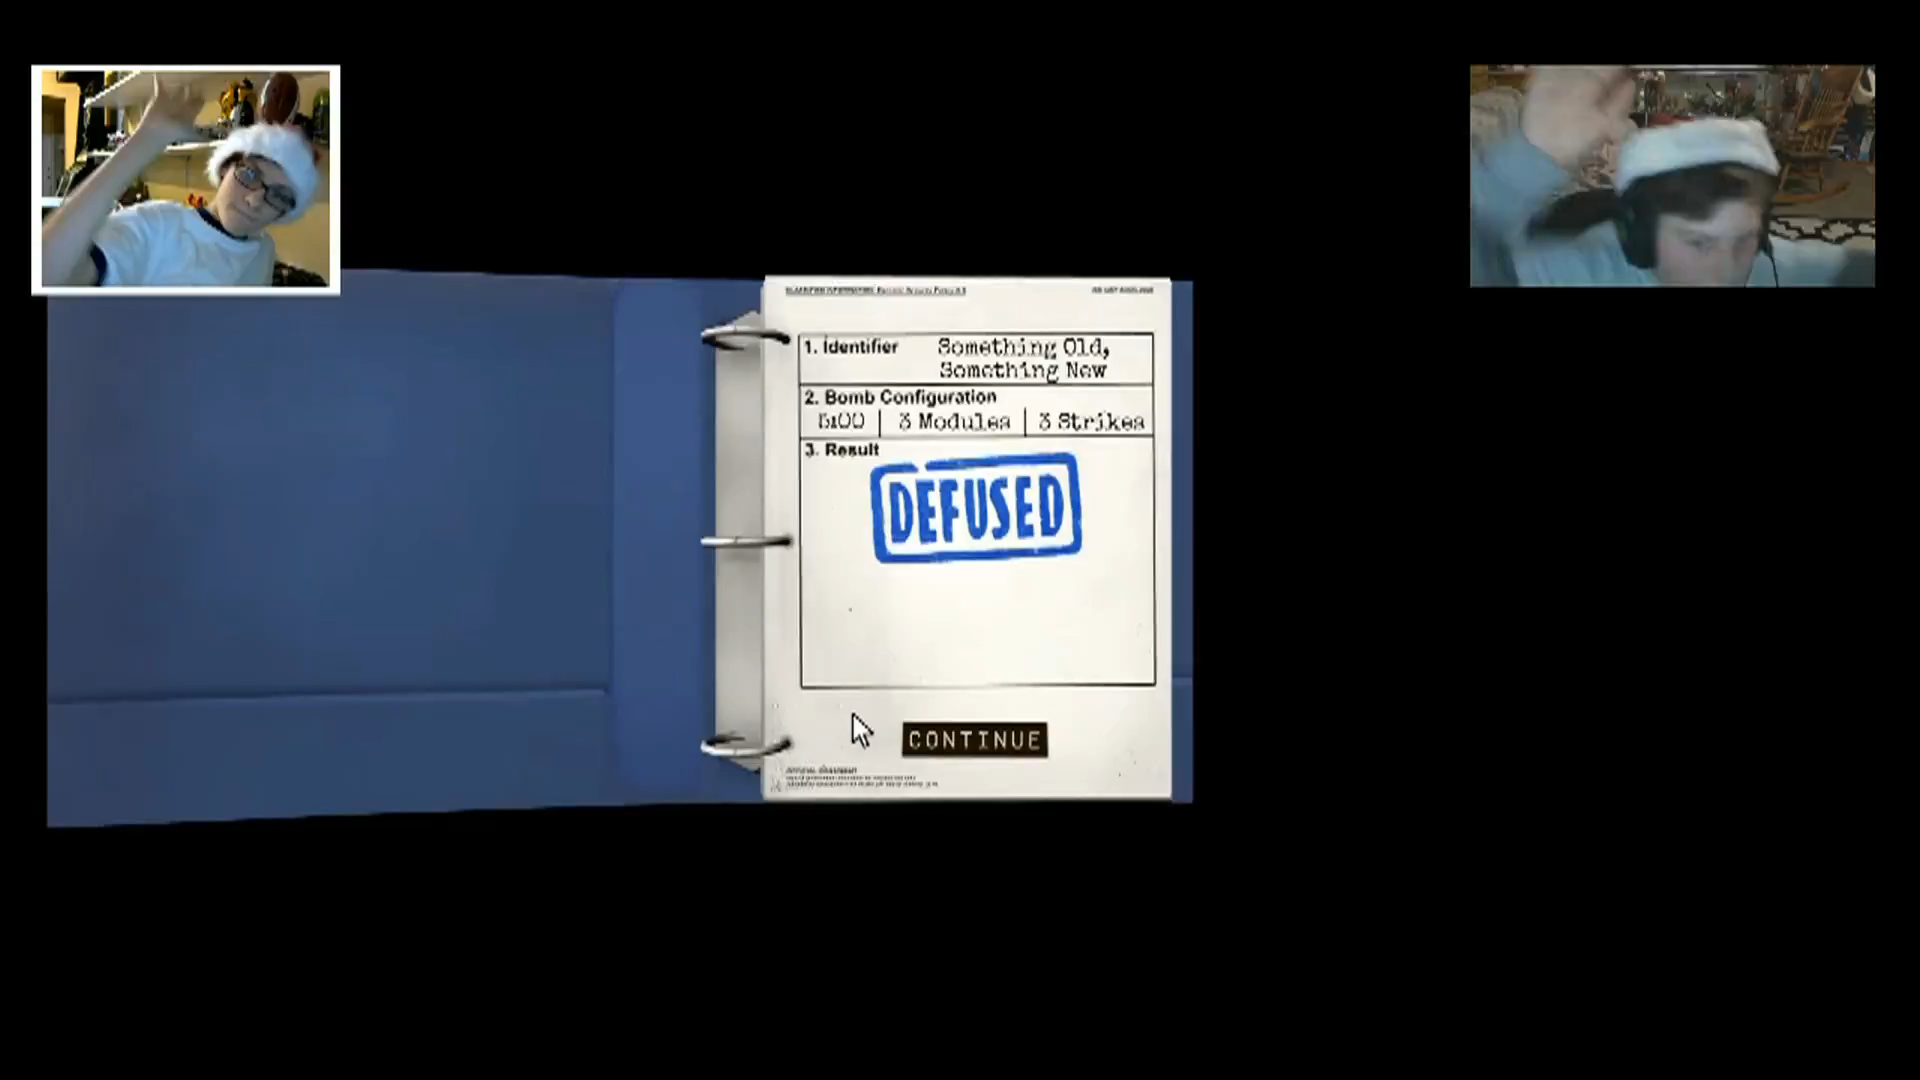 1. Identifier
Something Old,
Something New
2. Bomb Configuration
5:00 3 Modules 3 Strikes
3. Result
DEFUSED
CONTINUE